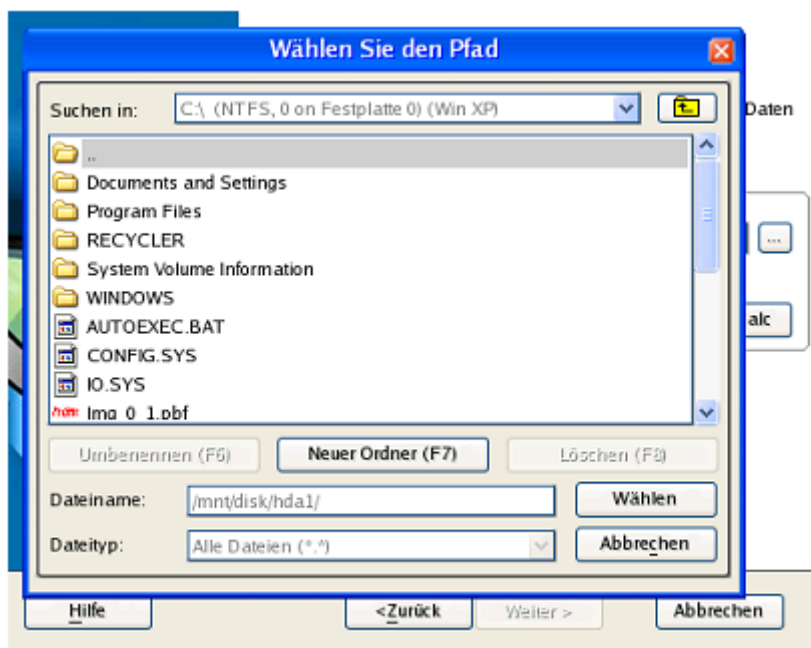 Wählen Sie den Pfad
Suchen in: C:\ (NTFS, 0 on Festplatte 0) (Win XP)
Daten
..
Documents and Settings
Program Files
RECYCLER
System Volume Information
...
WINDOWS
AUTOEXEC.BAT
alc
CONFIG.SYS
IO.SYS
Img_0_1.pbf
Umbenennen (F6) Neuer Ordner (F7) Löschen (F8)
Dateiname: /mnt/disk/hda1/ Wählen
Dateityp: Alle Dateien (*.*) Abbrechen
Hilfe <Zurück Weiter > Abbrechen